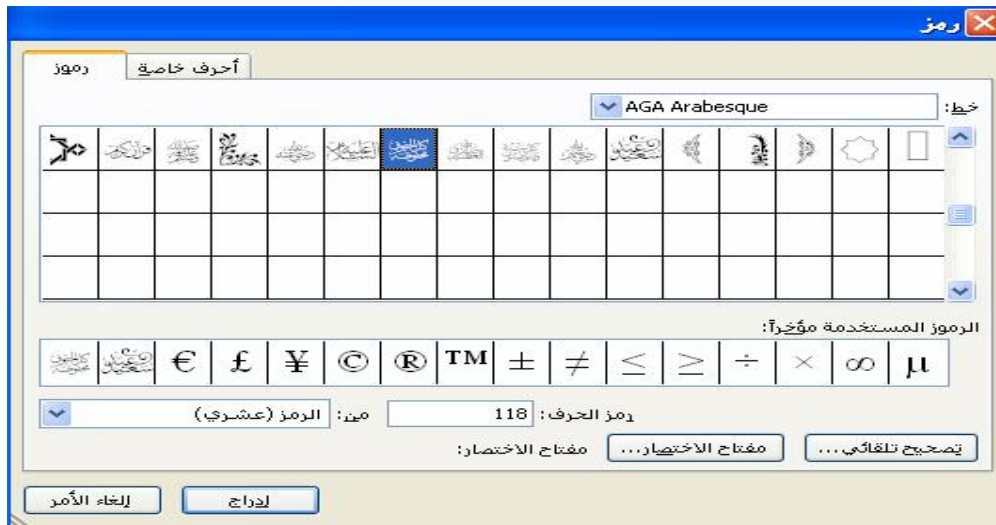 رمز
رموز أحرف خاصة
خط: AGA Arabesque
الرموز المستخدمة مؤخراً:
€ £ ¥ © ® ™ ± ≠ ≤ ≥ ÷ × ∞ µ
رمز الحرف: 118 من: الرمز (عشري)
تصحيح تلقائي... مفتاح الاختصار... مفتاح الاختصار:
إدراج إلغاء الأمر